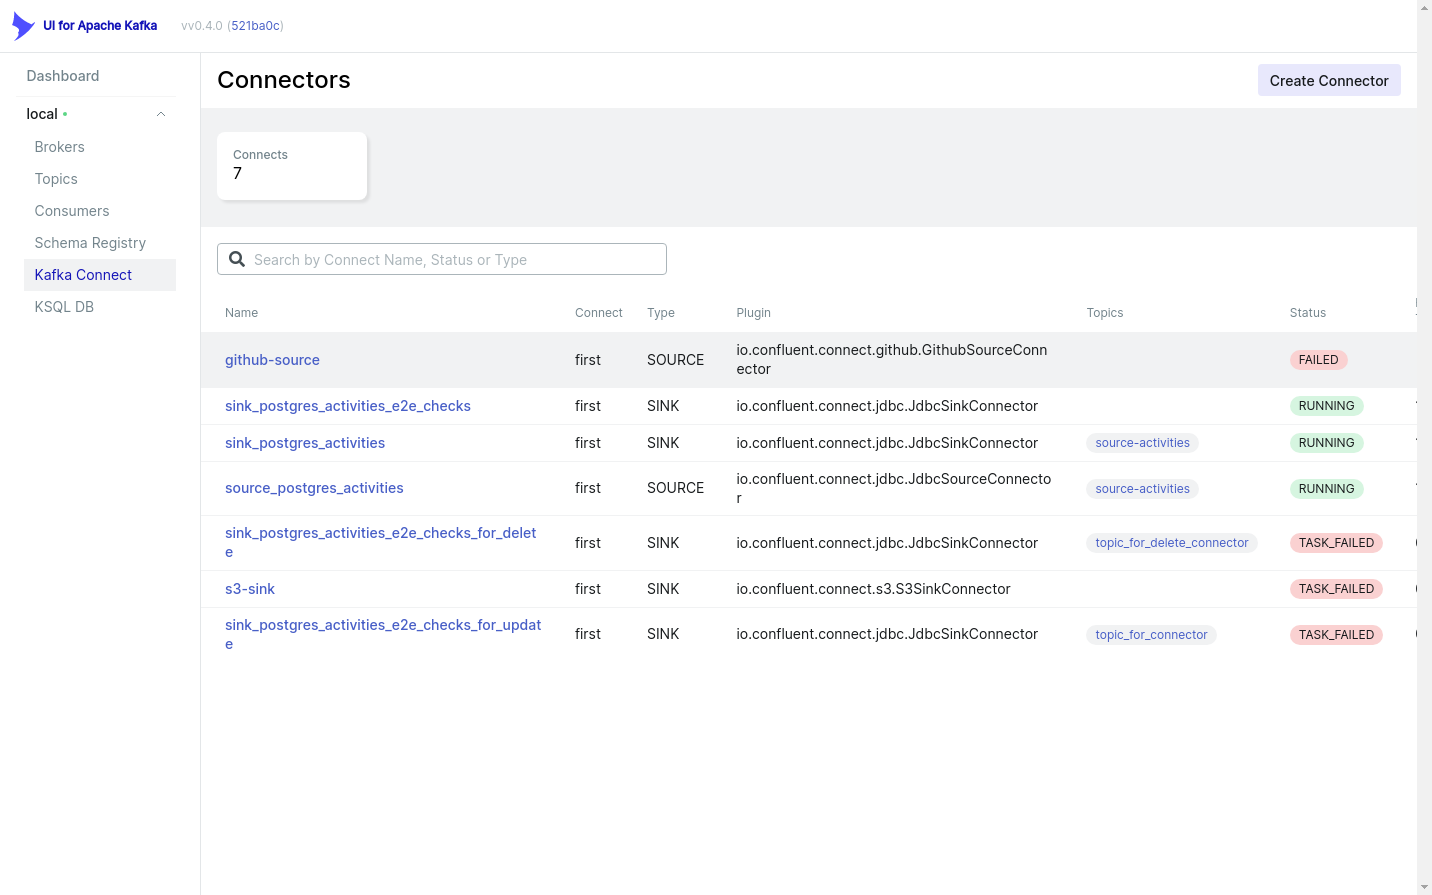 UI for Apache Kafka vv0.4.0 (521ba0c)
Dashboard
local
Brokers
Topics
Consumers
Schema Registry
Kafka Connect
KSQL DB
Connectors
Create Connector
Connects
7
Search by Connect Name, Status or Type
Name Connect Type Plugin Topics Status
github-source first SOURCE io.confluent.connect.github.GithubSourceConn
ector FAILED
sink_postgres_activities_e2e_checks first SINK io.confluent.connect.jdbc.JdbcSinkConnector RUNNING
sink_postgres_activities first SINK io.confluent.connect.jdbc.JdbcSinkConnector source-activities RUNNING
source_postgres_activities first SOURCE io.confluent.connect.jdbc.JdbcSourceConnecto
r source-activities RUNNING
sink_postgres_activities_e2e_checks_for_delet
e first SINK io.confluent.connect.jdbc.JdbcSinkConnector topic_for_delete_connector TASK_FAILED
s3-sink first SINK io.confluent.connect.s3.S3SinkConnector TASK_FAILED
sink_postgres_activities_e2e_checks_for_updat
e first SINK io.confluent.connect.jdbc.JdbcSinkConnector topic_for_connector TASK_FAILED